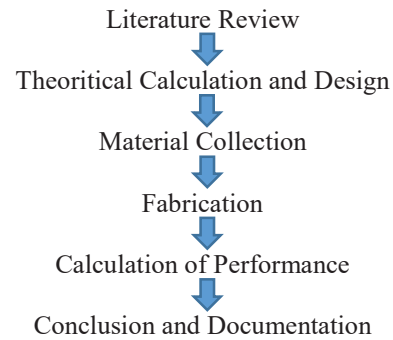 Literature Review
Theoritical Calculation and Design
Material Collection
Fabrication
Calculation of Performance
Conclusion and Documentation